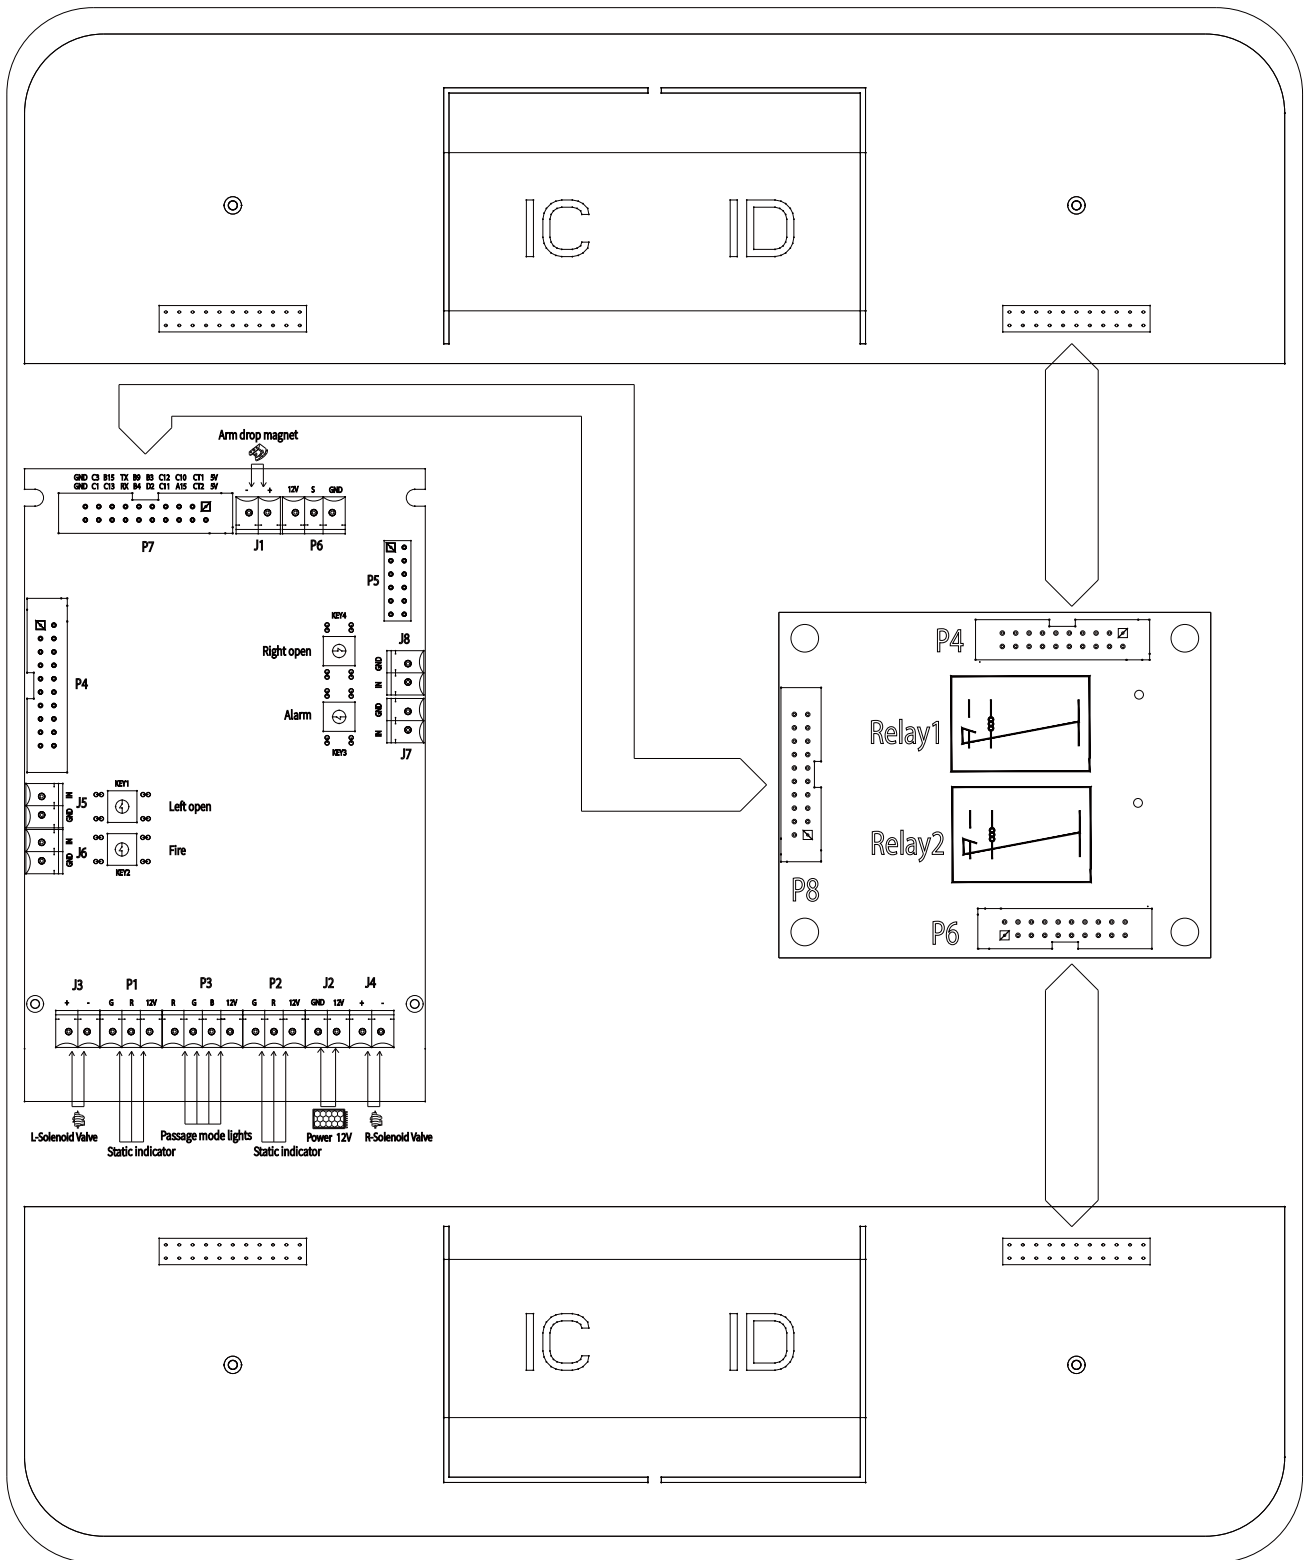 IC ID
Arm drop magnet
GND C3 B15 TX B9 B3 C12 C10 CT1 5V
GND C1 C13 RX B4 D2 C11 A15 CT2 5V
- + 12V S GND
P7 J1 P6
P5
KEY4
Right open
J8
GND
IN
P4
Alarm
GND
IN
KEY3
J7
KEY1
J5
IN
GND
Left open
J6
IN
GND
Fire
KEY2
J3 P1 P3 P2 J2 J4
+ - G R 12V R G B 12V G R 12V GND 12V + -
L-Solenoid Valve
Static indicator
Passage mode lights
Static indicator
Power 12V
R-Solenoid Valve
P4
Relay1
Relay2
P8
P6
IC ID